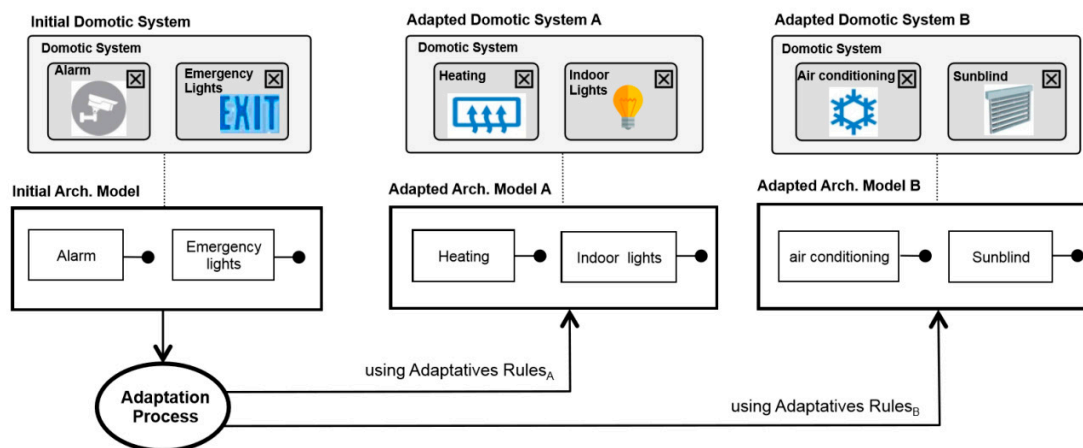 Initial Domotic System
Domotic System
Alarm
Emergency
Lights
EXIT
Initial Arch. Model
Alarm
Emergency
lights
Adaptation
Process
Adapted Domotic System A
Domotic System
Heating
Indoor
Lights
Adapted Arch. Model A
Heating
Indoor lights
using Adaptatives RulesA
Adapted Domotic System B
Domotic System
Air conditioning
Sunblind
Adapted Arch. Model B
air conditioning
Sunblind
using Adaptatives RulesB